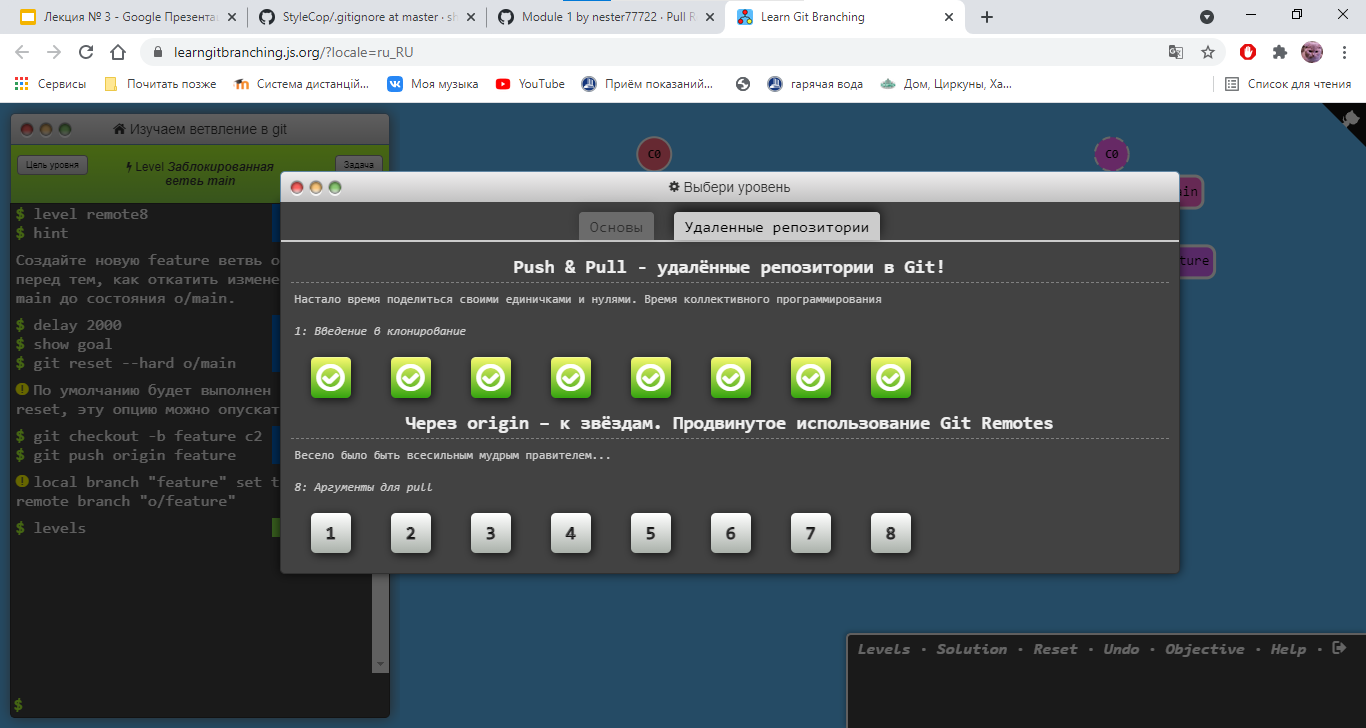 Лекция № 3 - Google Презента
StyleCop/.gitignore at master · sh
Module 1 by nester77722 · Pull R
Learn Git Branching
learngitbranching.js.org/?locale=ru_RU
Сервисы
Почитать позже
Система дистанцій...
Моя музыка
YouTube
Приём показаний...
гарячая вода
Дом, Циркуны, Ха...
Список для чтения
Изучаем ветвление в git
Цель уровня
Level Заблокированная
ветвь main
Задача
$ level remote8
$ hint
Создайте новую feature ветвь о
перед тем, как откатить измене
main до состояния o/main.
$ delay 2000
$ show goal
$ git reset --hard o/main
По умолчанию будет выполнен
reset, эту опцию можно опускат
$ git checkout -b feature c2
$ git push origin feature
local branch "feature" set t
remote branch "o/feature"
$ levels
$
C0
C0
in
ture
Выбери уровень
Основы
Удаленные репозитории
Push & Pull - удалённые репозитории в Git!
Настало время поделиться своими единичками и нулями. Время коллективного программирования
1: Введение в клонирование
Через origin – к звёздам. Продвинутое использование Git Remotes
Весело было быть всесильным мудрым правителем...
8: Аргументы для pull
1 2 3 4 5 6 7 8
Levels · Solution · Reset · Undo · Objective · Help ·